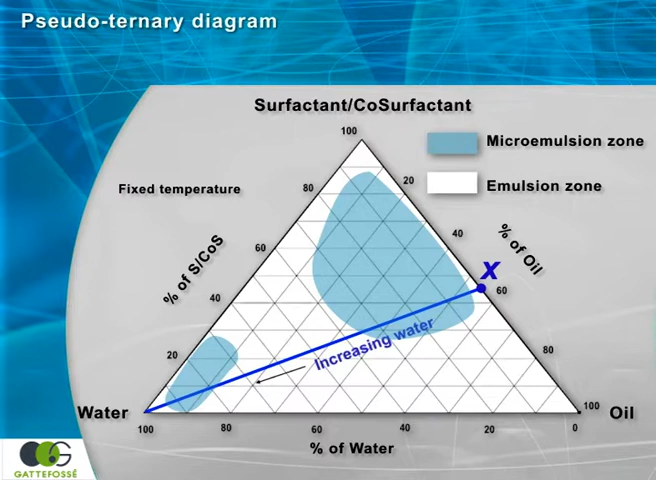 Pseudo-ternary diagram
Surfactant/CoSurfactant
100
Microemulsion zone
Emulsion zone
Fixed temperature
80
20
60
40
% of S/CoS
% of Oil
X
40
60
Increasing water
20
80
Water
100
Oil
100
80
60
40
20
0
% of Water
GATTEFOSSÉ